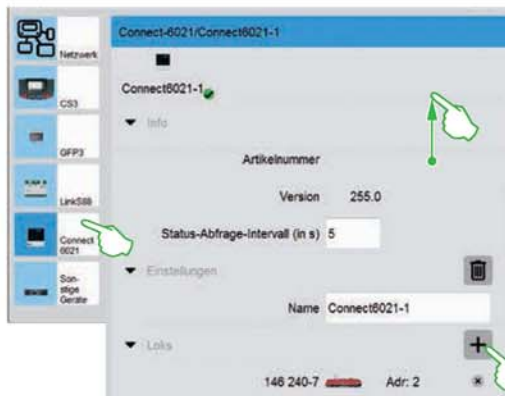 Netzwerk
CS3
GFP3
LinkS88
Connect
6021
Son-
stige
Geräte
Connect-6021/Connect6021-1
Connect6021-1
Info
Artikelnummer
Version 255.0
Status-Abfrage-Intervall (in s) 5
Einstellungen
Name Connect6021-1
Loks
146 240-7 Adr: 2